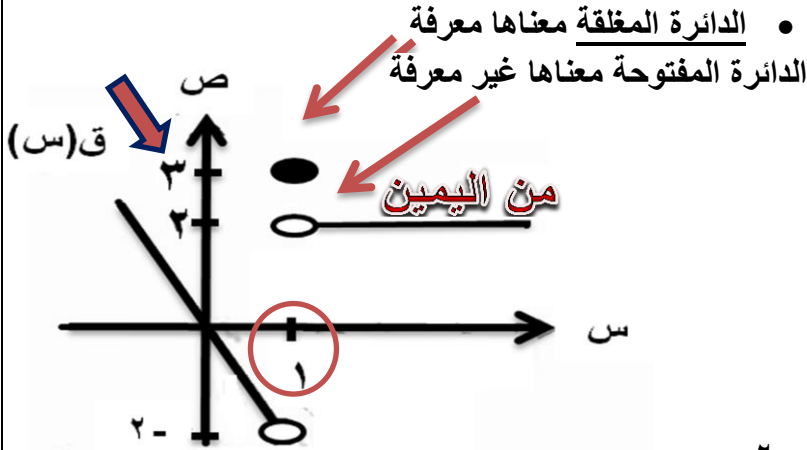 • الدائرة المغلقة معناها معرفة
الدائرة المفتوحة معناها غير معرفة
ص
ق(س)
٣
من اليمين
٢
س
١
٢ -